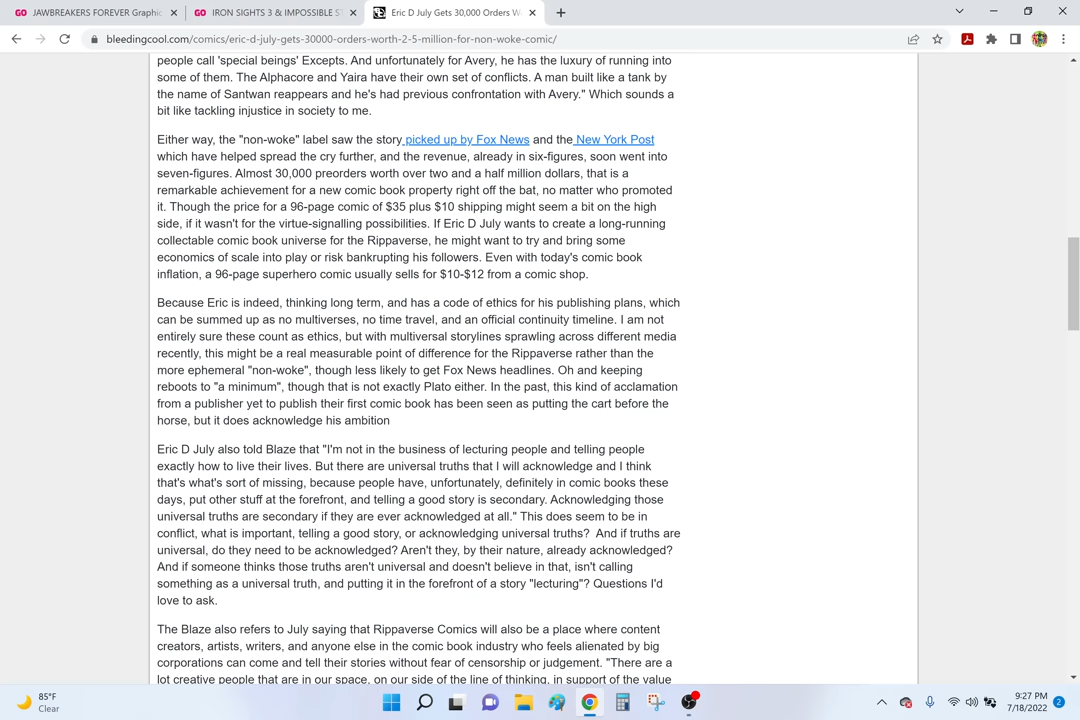 JAWBREAKERS FOREVER Graphic
IRON SIGHTS 3 & IMPOSSIBLE ST
Eric D July Gets 30,000 Orders W
bleedingcool.com/comics/eric-d-july-gets-30000-orders-worth-2-5-million-for-non-woke-comic/
people call 'special beings' Excepts. And unfortunately for Avery, he has the luxury of running into
some of them. The Alphacore and Yaira have their own set of conflicts. A man built like a tank by
the name of Santwan reappears and he's had previous confrontation with Avery." Which sounds a
bit like tackling injustice in society to me.
Either way, the "non-woke" label saw the story picked up by Fox News and the New York Post
which have helped spread the cry further, and the revenue, already in six-figures, soon went into
seven-figures. Almost 30,000 preorders worth over two and a half million dollars, that is a
remarkable achievement for a new comic book property right off the bat, no matter who promoted
it. Though the price for a 96-page comic of $35 plus $10 shipping might seem a bit on the high
side, if it wasn't for the virtue-signalling possibilities. If Eric D July wants to create a long-running
collectable comic book universe for the Rippaverse, he might want to try and bring some
economics of scale into play or risk bankrupting his followers. Even with today's comic book
inflation, a 96-page superhero comic usually sells for $10-$12 from a comic shop.
Because Eric is indeed, thinking long term, and has a code of ethics for his publishing plans, which
can be summed up as no multiverses, no time travel, and an official continuity timeline. I am not
entirely sure these count as ethics, but with multiversal storylines sprawling across different media
recently, this might be a real measurable point of difference for the Rippaverse rather than the
more ephemeral "non-woke", though less likely to get Fox News headlines. Oh and keeping
reboots to "a minimum", though that is not exactly Plato either. In the past, this kind of acclamation
from a publisher yet to publish their first comic book has been seen as putting the cart before the
horse, but it does acknowledge his ambition
Eric D July also told Blaze that "I'm not in the business of lecturing people and telling people
exactly how to live their lives. But there are universal truths that I will acknowledge and I think
that's what's sort of missing, because people have, unfortunately, definitely in comic books these
days, put other stuff at the forefront, and telling a good story is secondary. Acknowledging those
universal truths are secondary if they are ever acknowledged at all." This does seem to be in
conflict, what is important, telling a good story, or acknowledging universal truths? And if truths are
universal, do they need to be acknowledged? Aren't they, by their nature, already acknowledged?
And if someone thinks those truths aren't universal and doesn't believe in that, isn't calling
something as a universal truth, and putting it in the forefront of a story "lecturing"? Questions I'd
love to ask.
The Blaze also refers to July saying that Rippaverse Comics will also be a place where content
creators, artists, writers, and anyone else in the comic book industry who feels alienated by big
corporations can come and tell their stories without fear of censorship or judgement. "There are a
lot creative people that are in our space, on our side of the line of thinking, in support of the value
85°F
Clear
9:27 PM
7/18/2022
2